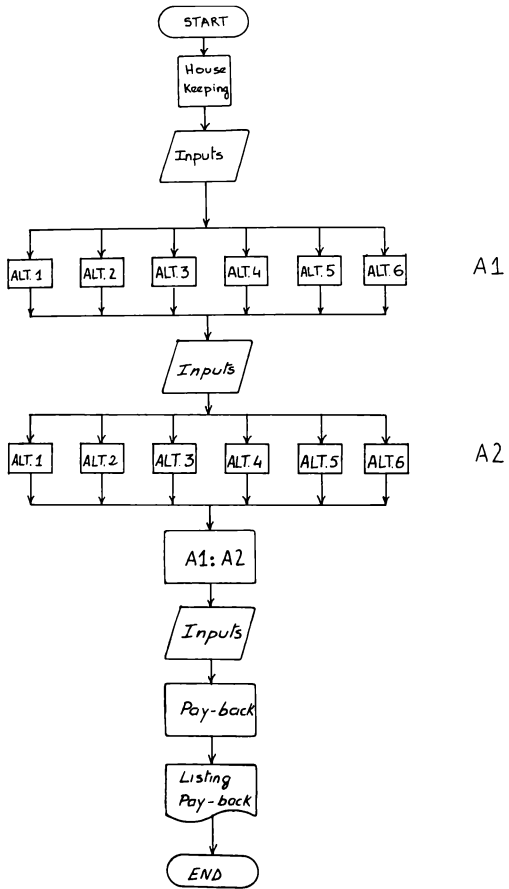 START
House
Keeping
Inputs
ALT.1 ALT.2 ALT.3 ALT.4 ALT.5 ALT.6 A1
Inputs
ALT.1 ALT.2 ALT.3 ALT.4 ALT.5 ALT.6 A2
A1:A2
Inputs
Pay-back
Listing
Pay-back
END